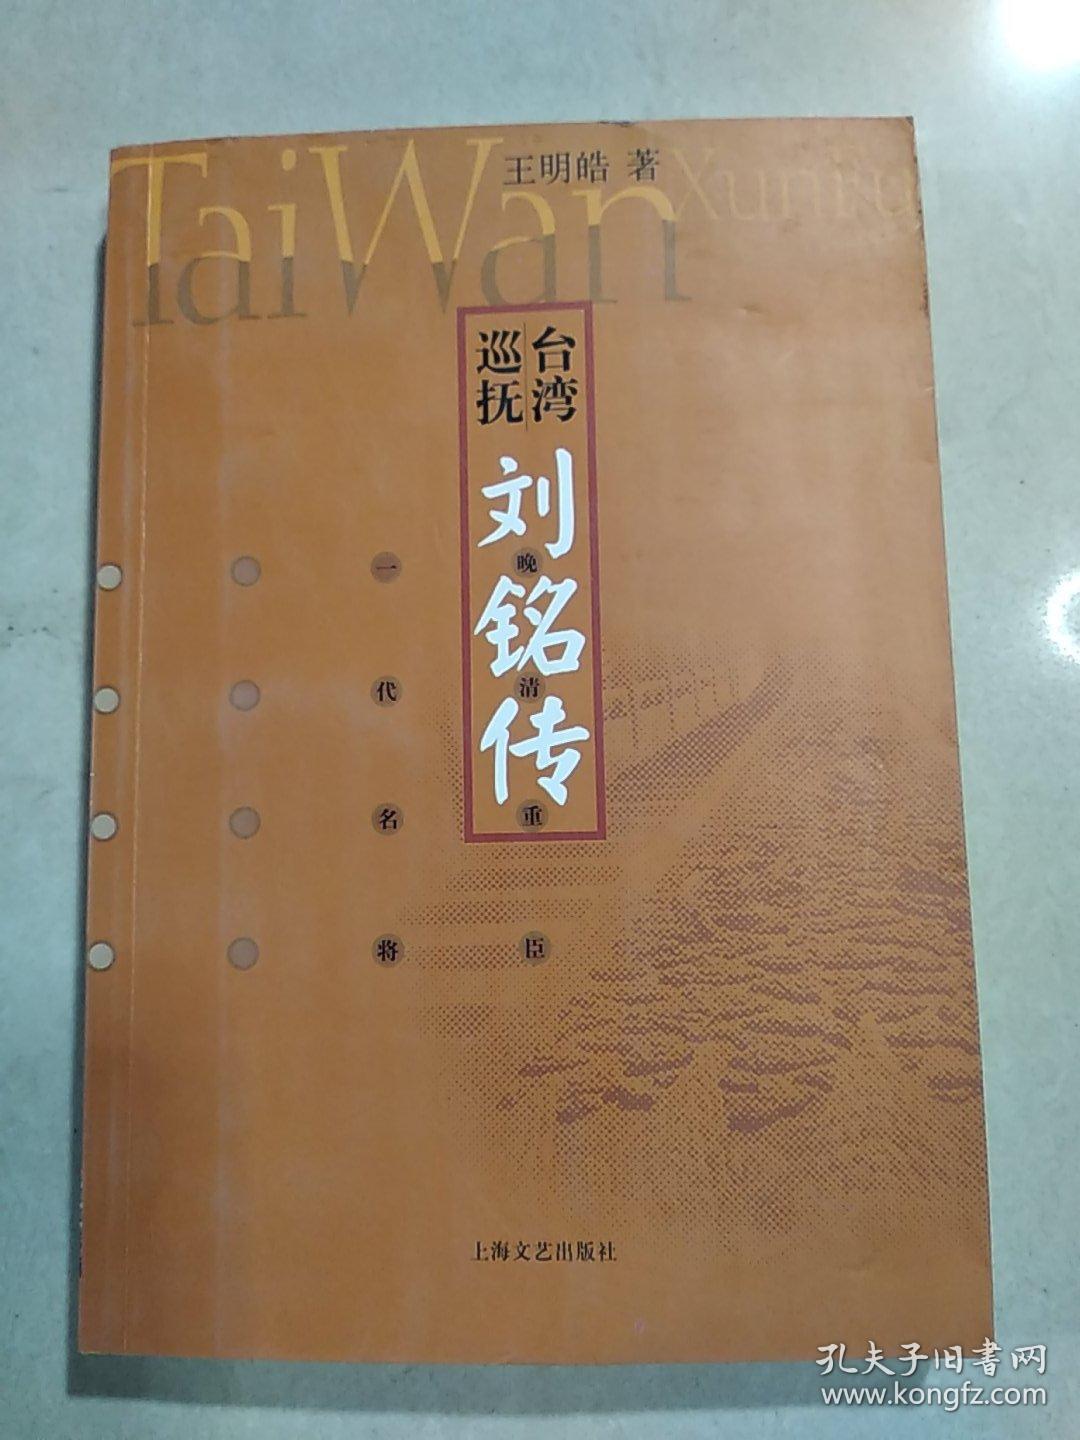 TaiWan Xunfu
王明皓 著
台湾
巡抚
刘铭传
晚清重臣
一代名将
上海文艺出版社
孔夫子旧书网
www.kongfz.com